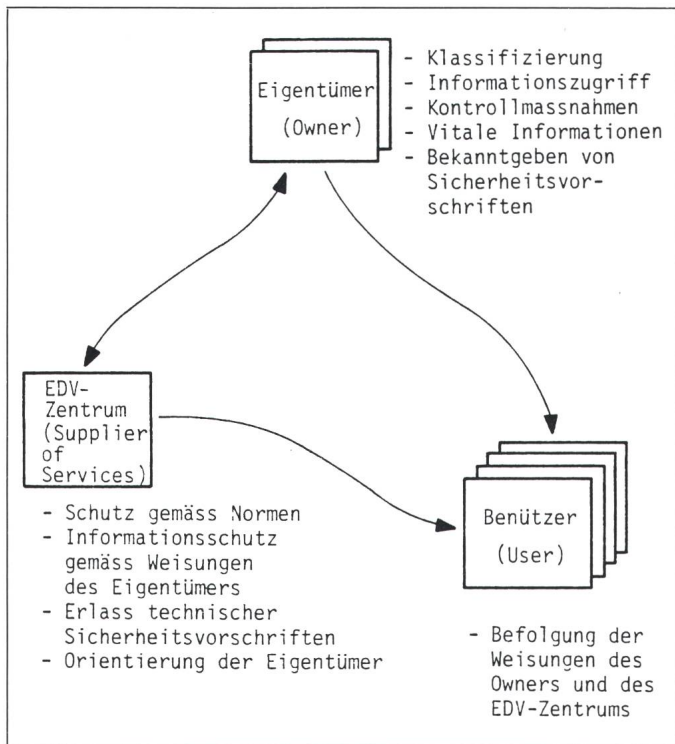 Eigentümer
(Owner)
- Klassifizierung
- Informationszugriff
- Kontrollmassnahmen
- Vitale Informationen
- Bekanntgeben von
Sicherheitsvor-
schriften
EDV-
Zentrum
(Supplier
of
Services)
- Schutz gemäss Normen
- Informationsschutz
gemäss Weisungen
des Eigentümers
- Erlass technischer
Sicherheitsvorschriften
- Orientierung der Eigentümer
Benützer
(User)
- Befolgung der
Weisungen des
Owners und des
EDV-Zentrums